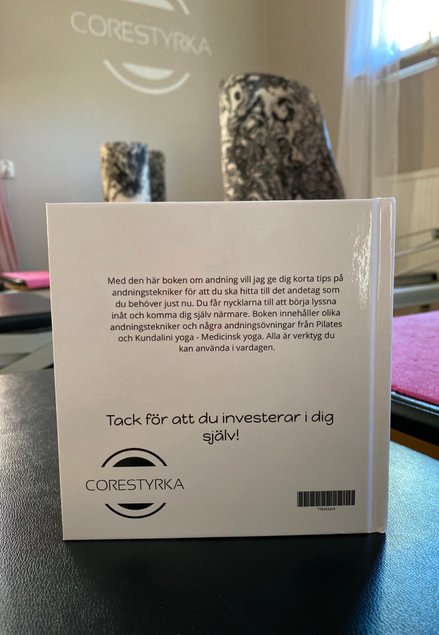 CORESTYRKA
Med den här boken om andning vill jag ge dig korta tips på
andningstekniker för att du ska hitta till det andetag som
du behöver just nu. Du får nycklarna till att börja lyssna
inåt och komma dig själv närmare. Boken innehåller olika
andningstekniker och några andningsövningar från Pilates
och Kundalini yoga - Medicinsk yoga. Alla är verktyg du
kan använda i vardagen.
Tack för att du investerar i dig
själv!
CORESTYRKA